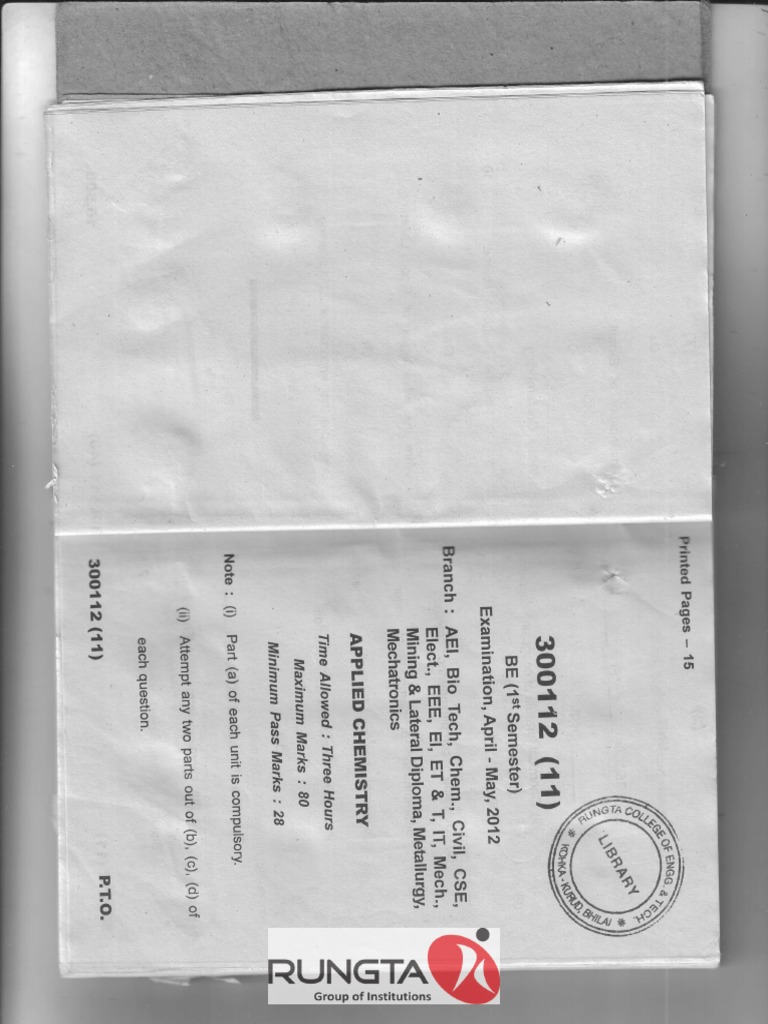 Printed Pages – 15
300112 (11)
BE (1st Semester)
Examination, April - May, 2012
Branch : AEI, Bio Tech, Chem., Civil, CSE,
Elect., EEE, EI, ET & T, IT, Mech.,
Mining & Lateral Diploma, Metallurgy,
Mechatronics
APPLIED CHEMISTRY
Time Allowed : Three Hours
Maximum Marks : 80
Minimum Pass Marks : 28
Note : (i) Part (a) of each unit is compulsory.
(ii) Attempt any two parts out of (b), (c), (d) of
each question.
300112 (11)
P.T.O.
RUNGTA COLLEGE OF ENGG & TECH.
KOHKA - KURUD, BHILAI
LIBRARY
RUNGTA
Group of Institutions